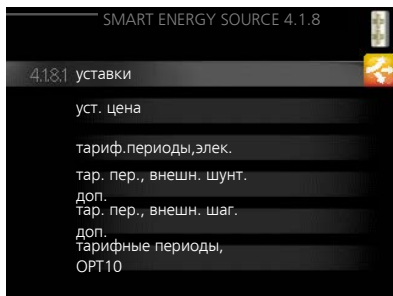 SMART ENERGY SOURCE 4.1.8
4.1.8.1 уставки
уст. цена
тариф.периоды,элек.
тар. пер., внешн. шунт.
доп.
тар. пер., внешн. шаг.
доп.
тарифные периоды,
OPT10